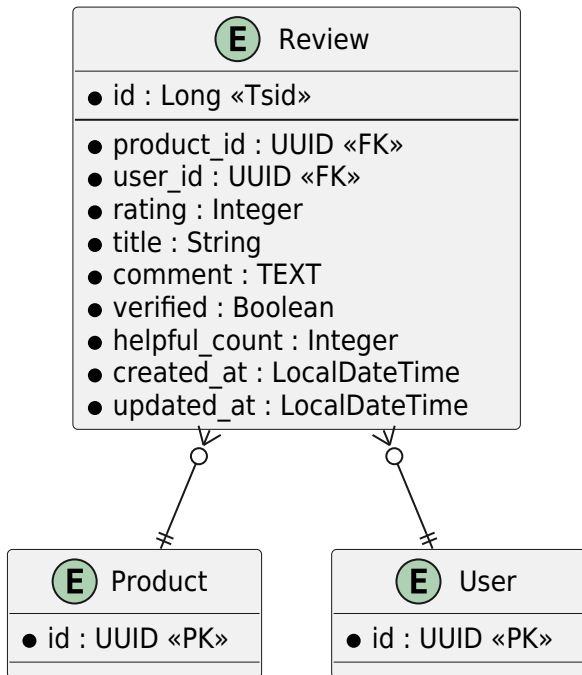 E Review
id : Long «Tsid»
product_id : UUID «FK»
user_id : UUID «FK»
rating : Integer
title : String
comment : TEXT
verified : Boolean
helpful_count : Integer
created_at : LocalDateTime
updated_at : LocalDateTime
E Product
id : UUID «PK»
E User
id : UUID «PK»